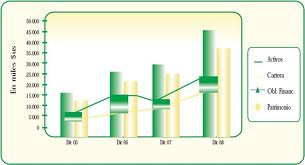 En miles $us
50.000
45.000
40.000
35.000
30.000
25.000
20.000
15.000
10.000
5.000
0
Dic 05
Dic 06
Dic 07
Dic 08
Activos
Cartera
Obl. Financ.
Patrimonio